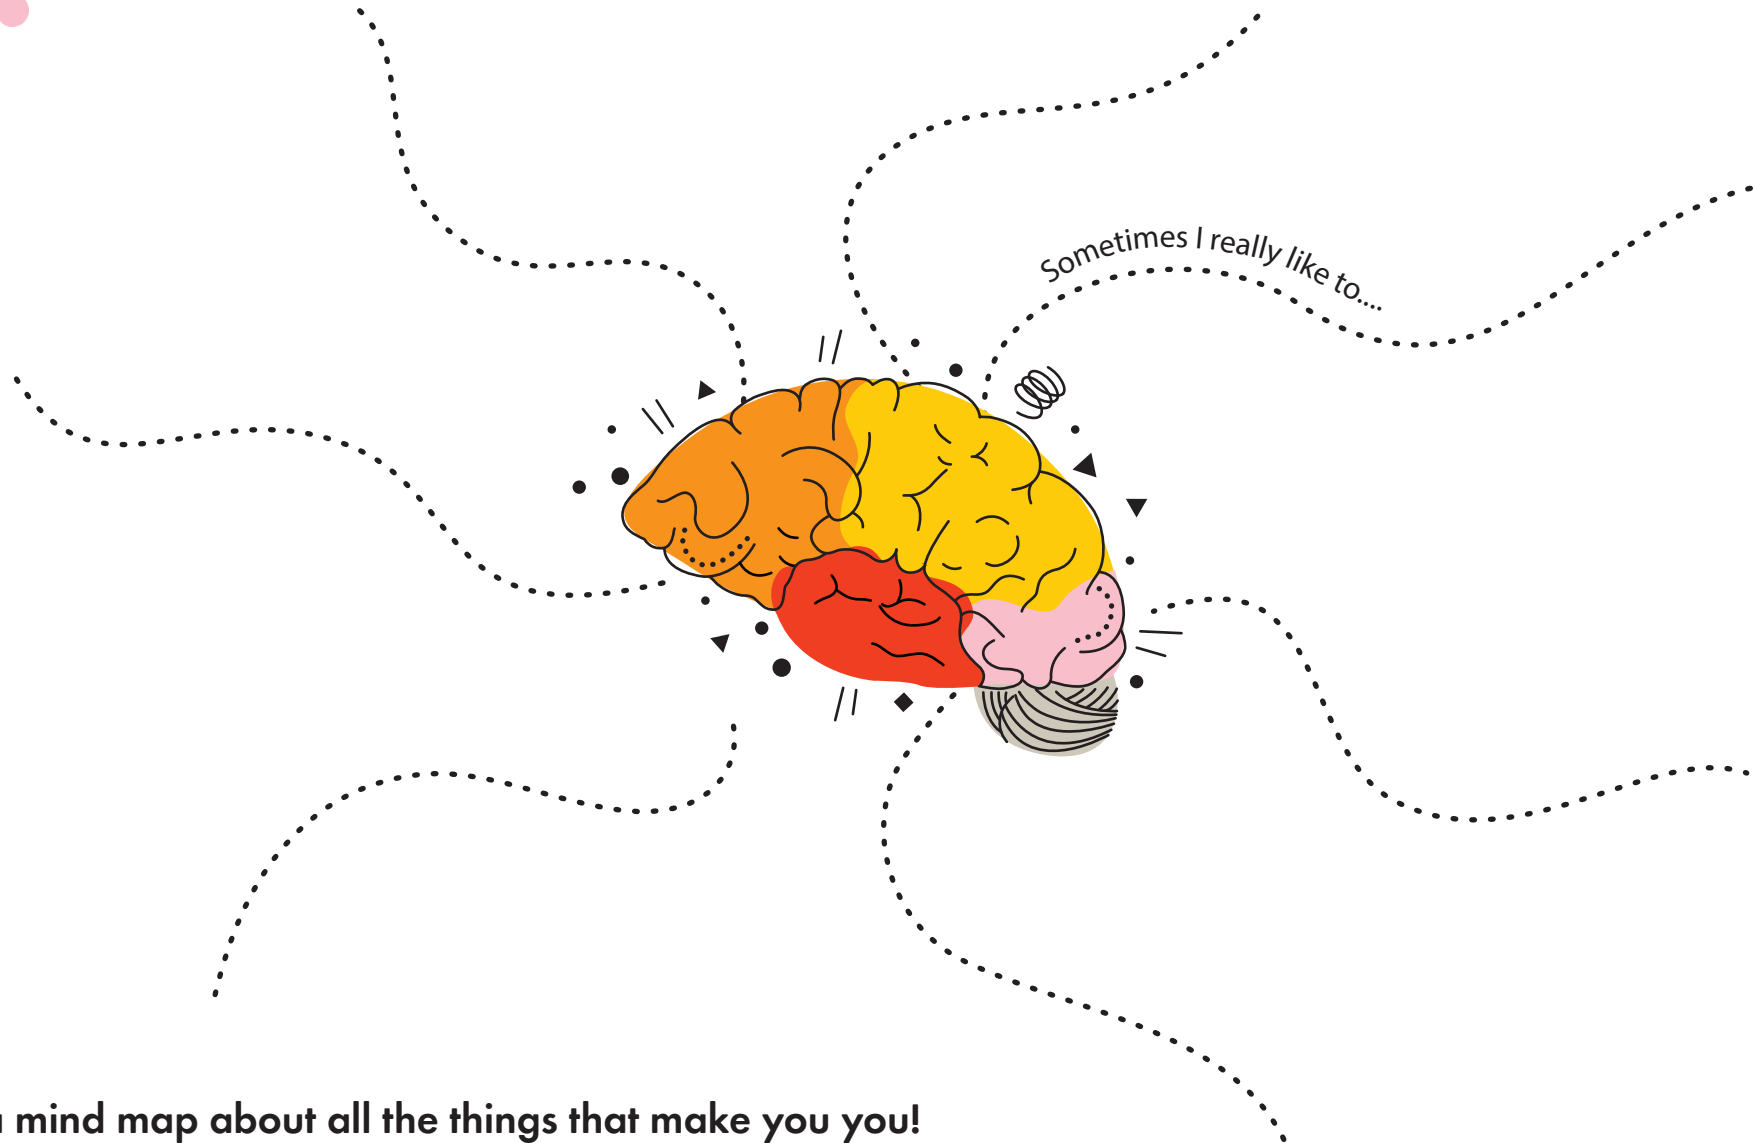 Sometimes I really like to....
mind map about all the things that make you you!